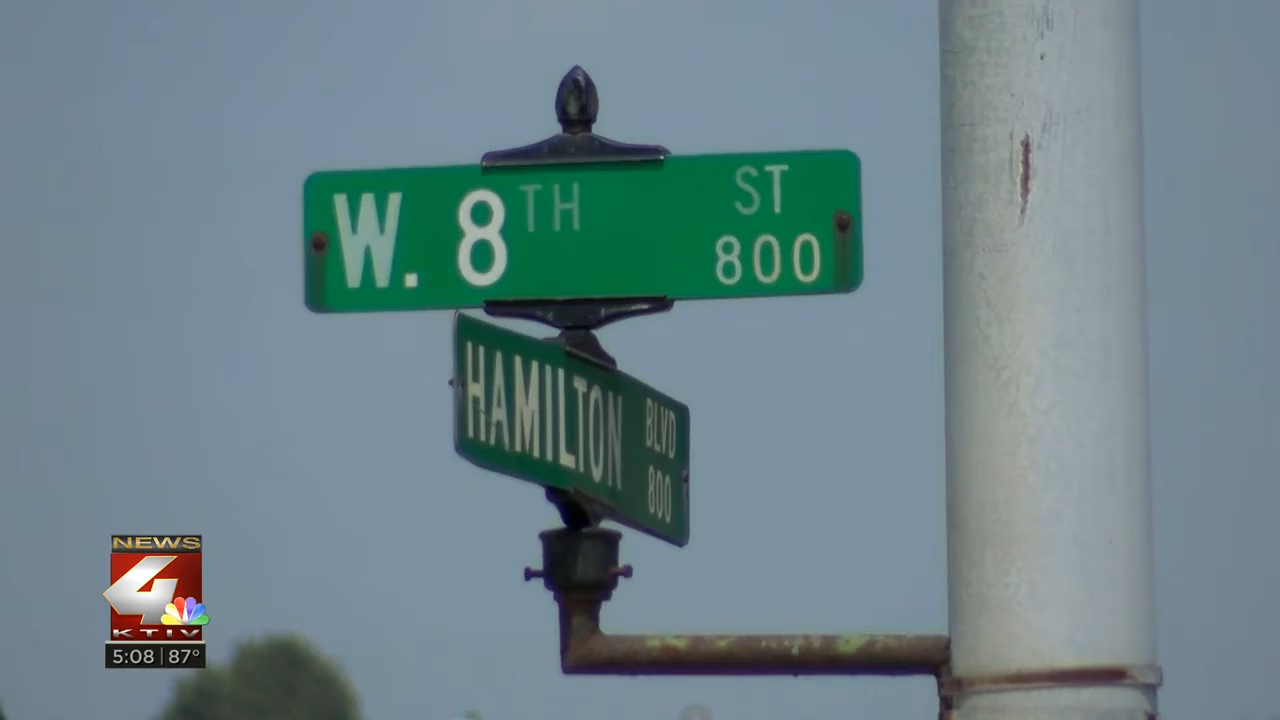 W. 8TH ST
800
HAMILTON BLVD
800
NEWS
4
KTIV
5:08 | 87°